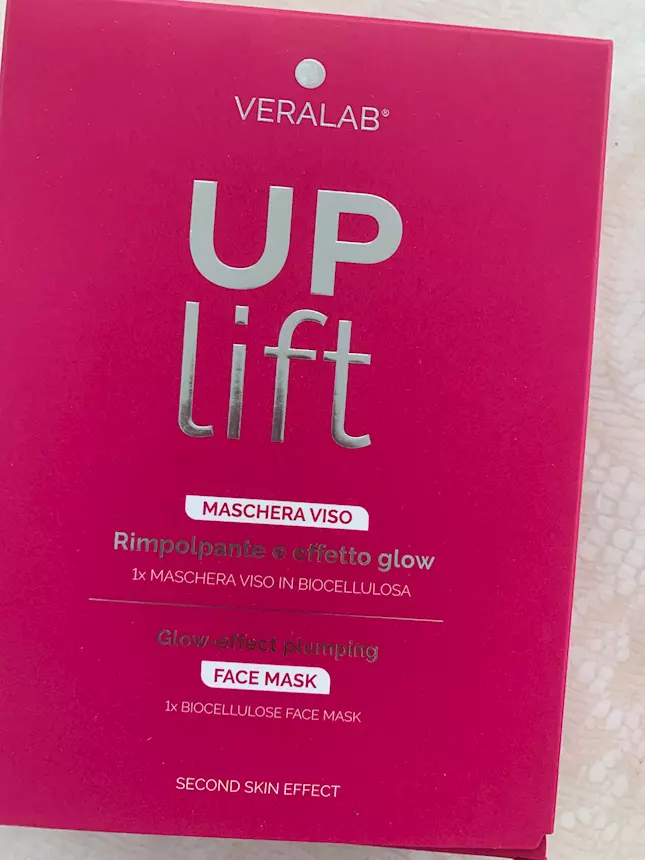 VERALAB®
UP
lift
MASCHERA VISO
Rimpolpante e effetto glow
1x MASCHERA VISO IN BIOCELLULOSA
Glow-effect plumping
FACE MASK
1x BIOCELLULOSE FACE MASK
SECOND SKIN EFFECT